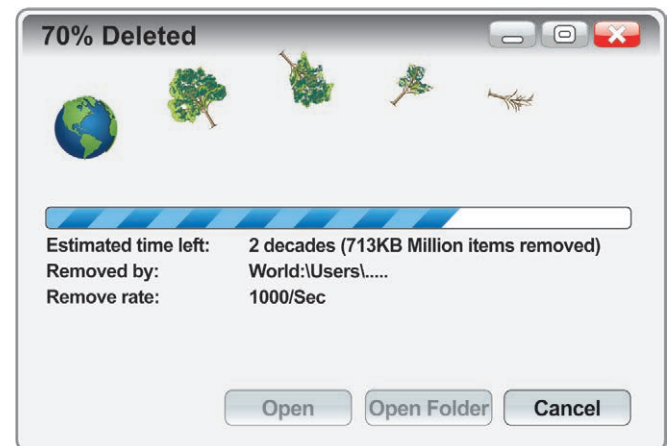 70% Deleted
Estimated time left: 2 decades (713KB Million items removed)
Removed by: World:\Users\.....
Remove rate: 1000/Sec
Open Open Folder Cancel